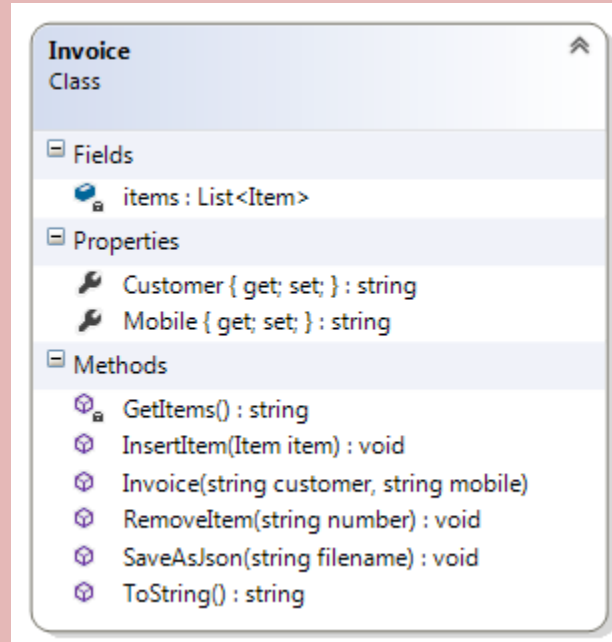 Invoice
Class
Fields
items : List<Item>
Properties
Customer { get; set; } : string
Mobile { get; set; } : string
Methods
GetItems() : string
InsertItem(Item item) : void
Invoice(string customer, string mobile)
RemoveItem(string number) : void
SaveAsJson(string filename) : void
ToString() : string